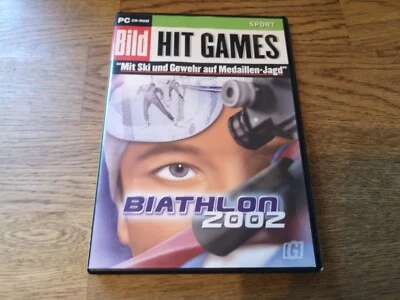 PC CD-ROM
SPORT
Bild HIT GAMES
"Mit Ski und Gewehr auf Medaillen-Jagd"
BIATHLON
2002